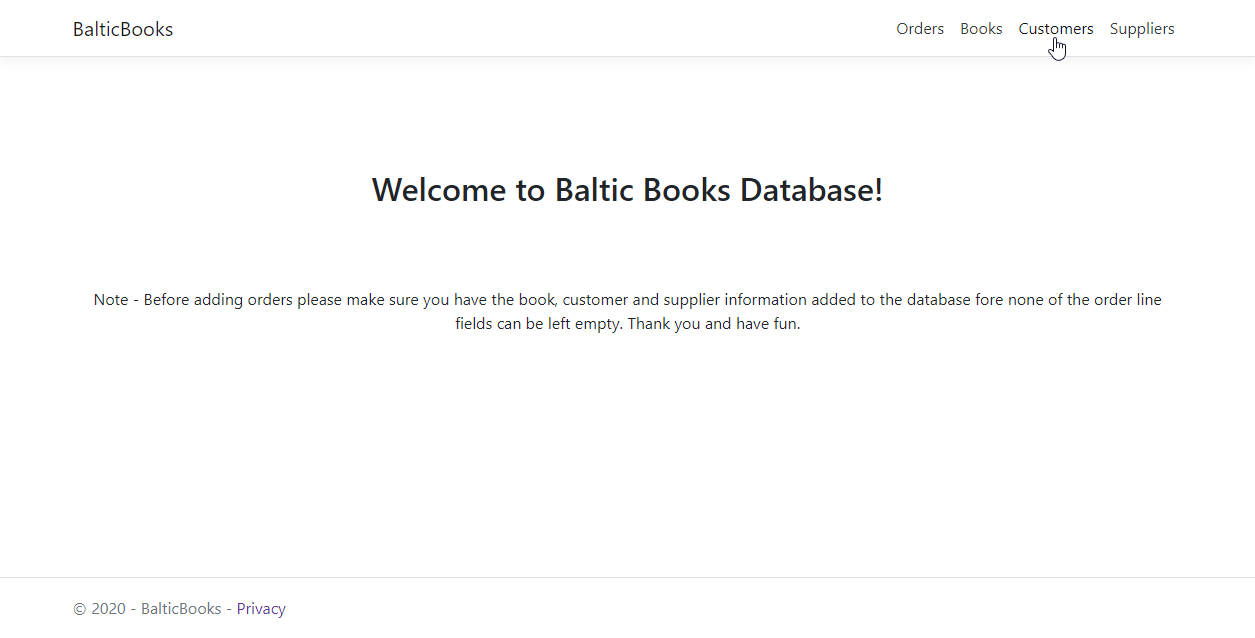 BalticBooks
Orders Books Customers Suppliers
Welcome to Baltic Books Database!
Note - Before adding orders please make sure you have the book, customer and supplier information added to the database fore none of the order line
fields can be left empty. Thank you and have fun.
© 2020 - BalticBooks - Privacy